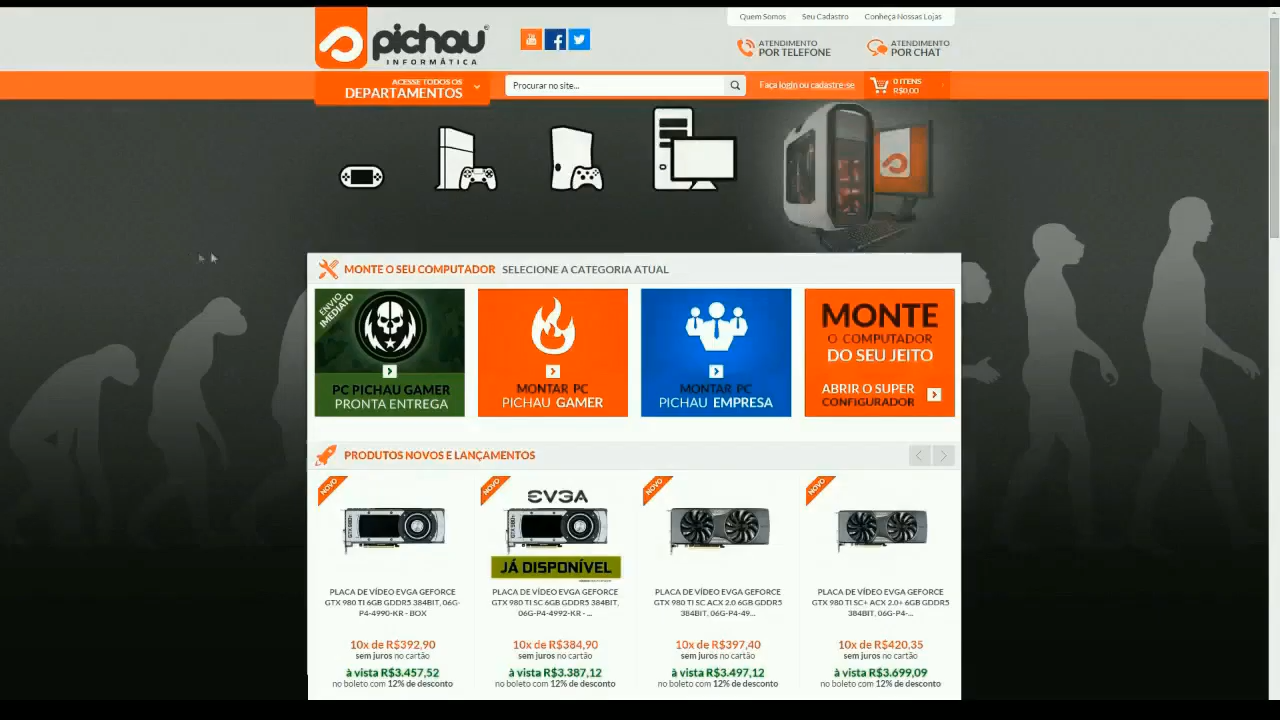 pichau
INFORMÁTICA
You
Quem Somos
Seu Cadastro
Conheça Nossas Lojas
ATENDIMENTO
POR TELEFONE
ATENDIMENTO
POR CHAT
ACESSE TODOS OS
DEPARTAMENTOS
Procurar no site...
Faça login ou cadastre-se
0 ITENS
R$0,00
MONTE O SEU COMPUTADOR SELECIONE A CATEGORIA ATUAL
ENVIO
IMEDIATO
PC PICHAU GAMER
PRONTA ENTREGA
MONTAR PC
PICHAU GAMER
MONTAR PC
PICHAU EMPRESA
MONTE
O COMPUTADOR
DO SEU JEITO
ABRIR O SUPER
CONFIGURADOR
PRODUTOS NOVOS E LANÇAMENTOS
NOVO
PLACA DE VÍDEO EVGA GEFORCE
GTX 980 TI 6GB GDDR5 384BIT, 06G-
P4-4990-KR - BOX
10x de R$392,90
sem juros no cartão
à vista R$3.457,52
no boleto com 12% de desconto
NOVO
EVGA
JÁ DISPONÍVEL
PLACA DE VÍDEO EVGA GEFORCE
GTX 980 TI SC 6GB GDDR5 384BIT,
06G-P4-4992-KR - ...
10x de R$384,90
sem juros no cartão
à vista R$3.387,12
no boleto com 12% de desconto
NOVO
PLACA DE VÍDEO EVGA GEFORCE
GTX 980 TI SC ACX 2.0 6GB GDDR5
384BIT, 06G-P4-49...
10x de R$397,40
sem juros no cartão
à vista R$3.497,12
no boleto com 12% de desconto
NOVO
PLACA DE VÍDEO EVGA GEFORCE
GTX 980 TI SC+ ACX 2.0+ 6GB GDDR5
384BIT, 06G-P4-...
10x de R$420,35
sem juros no cartão
à vista R$3.699,09
no boleto com 12% de desconto